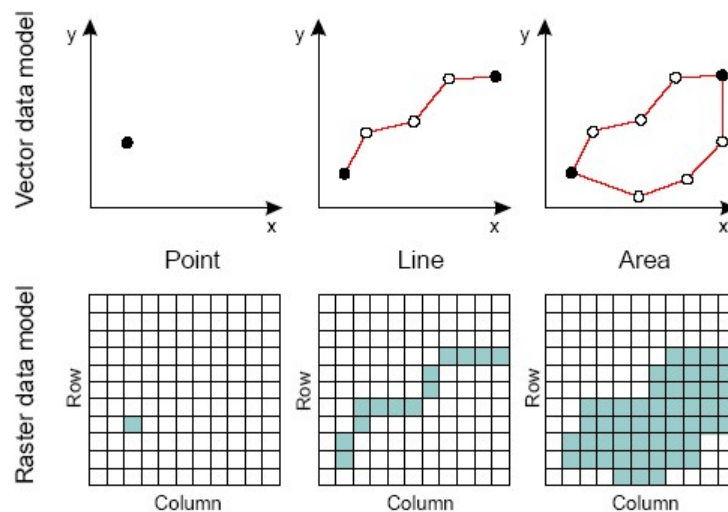 Vector data model
y
x
y
x
y
x
Point
Line
Area
Raster data model
Row
Column
Row
Column
Row
Column